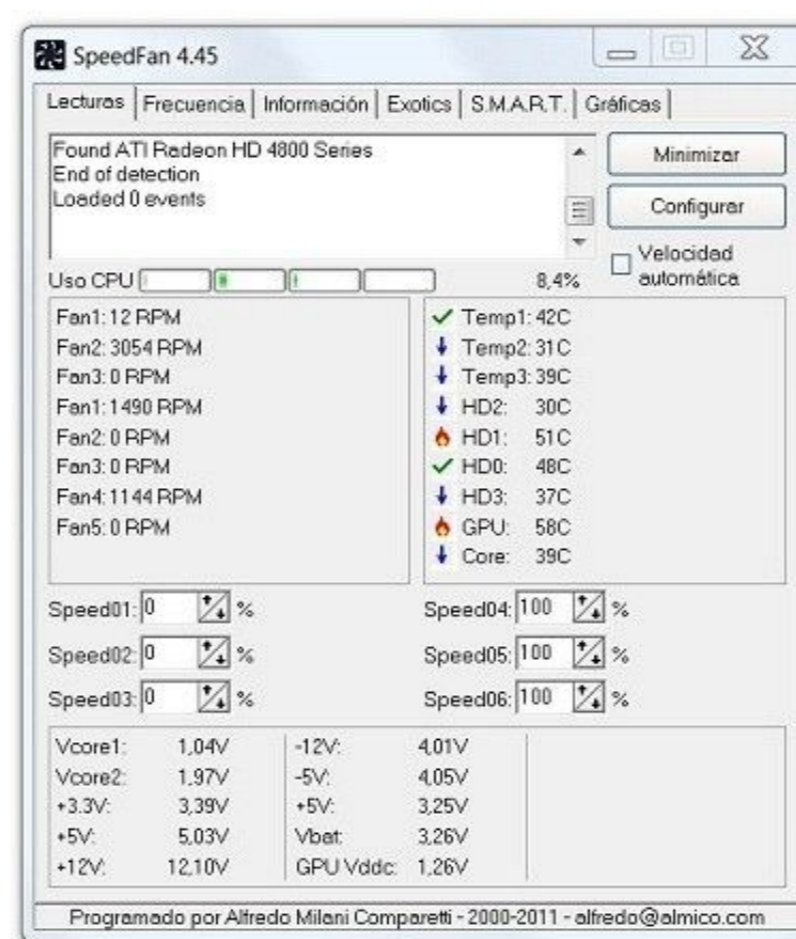 SpeedFan 4.45
Lecturas Frecuencia Información Exotics S.M.A.R.T. Gráficas
Found ATI Radeon HD 4800 Series
End of detection
Loaded 0 events
Minimizar
Configurar
Velocidad
automática
Uso CPU 8,4%
Fan1: 12 RPM
Fan2: 3054 RPM
Fan3: 0 RPM
Fan1: 1490 RPM
Fan2: 0 RPM
Fan3: 0 RPM
Fan4: 1144 RPM
Fan5: 0 RPM
Temp1: 42C
Temp2: 31C
Temp3: 39C
HD2: 30C
HD1: 51C
HD0: 48C
HD3: 37C
GPU: 58C
Core: 39C
Speed01: 0 %
Speed02: 0 %
Speed03: 0 %
Speed04: 100 %
Speed05: 100 %
Speed06: 100 %
Vcore1: 1,04V
Vcore2: 1,97V
+3.3V: 3,39V
+5V: 5,03V
+12V: 12,10V
-12V: 4,01V
-5V: 4,05V
+5V: 3,25V
Vbat: 3,26V
GPU Vddc: 1,26V
Programado por Alfredo Milani Comparetti - 2000-2011 - alfredo@almico.com